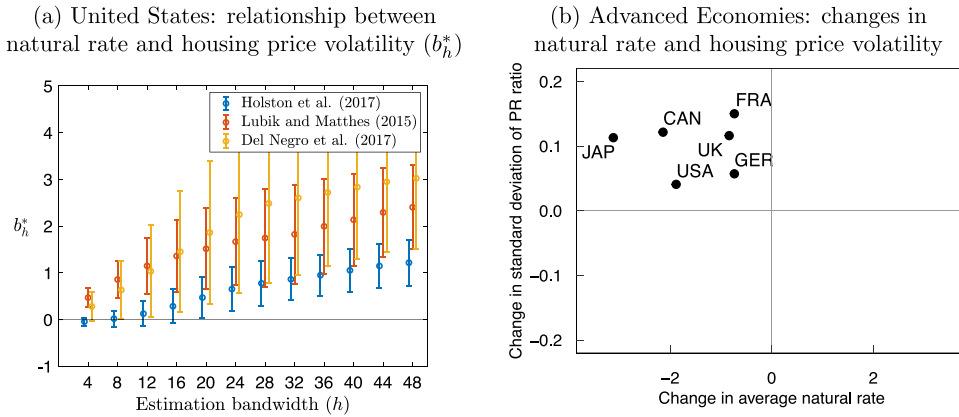 (a) United States: relationship between
natural rate and housing price volatility (b*h)
5
4
3
2
1
0
-1
b*h
Holston et al. (2017)
Lubik and Matthes (2015)
Del Negro et al. (2017)
4 8 12 16 20 24 28 32 36 40 44 48
Estimation bandwidth (h)
(b) Advanced Economies: changes in
natural rate and housing price volatility
Change in standard deviation of PR ratio
0.2
0.1
0.0
−0.1
−0.2
FRA
CAN
UK
JAP
USA
GER
−2 0 2
Change in average natural rate